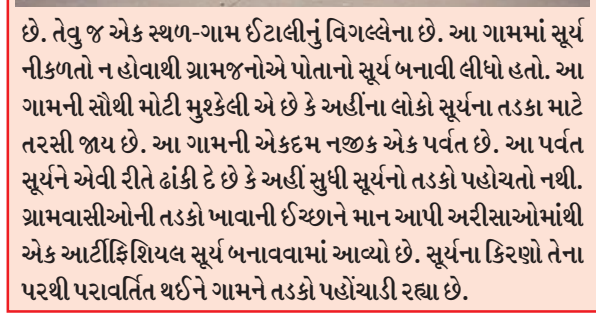 છે. તેવુ જ એક સ્થળ-ગામ ઈટાલીનું વિગલ્લેના છે. આ ગામમાં સૂર્ય
નીકળતો ન હોવાથી ગ્રામજનોએ પોતાનો સૂર્ય બનાવી લીધો હતો. આ
ગામની સૌથી મોટી મુશ્કેલી એ છે કે અહીંના લોકો સૂર્યના તડકા માટે
તરસી જાય છે. આ ગામની એકદમ નજીક એક પર્વત છે. આ પર્વત
સૂર્યને એવી રીતે ઢાંકી દે છે કે અહીં સુધી સૂર્યનો તડકો પહોચતો નથી.
ગ્રામવાસીઓની તડકો ખાવાની ઈચ્છાને માન આપી અરીસાઓમાંથી
એક આર્ટીફિશિયલ સૂર્ય બનાવવામાં આવ્યો છે. સૂર્યના કિરણો તેના
પરથી પરાવર્તિત થઈને ગામને તડકો પહોંચાડી રહ્યા છે.